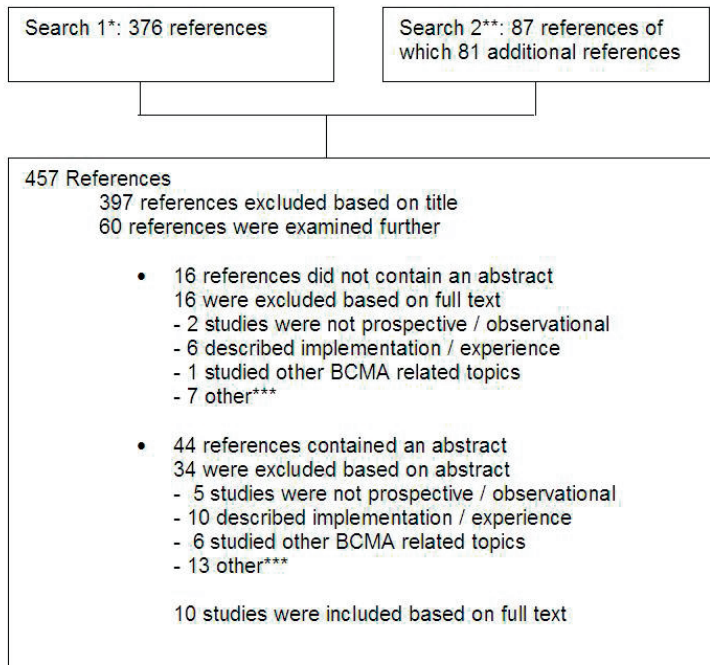 Search 1*: 376 references
Search 2**: 87 references of
which 81 additional references
457 References
397 references excluded based on title
60 references were examined further
• 16 references did not contain an abstract
16 were excluded based on full text
- 2 studies were not prospective / observational
- 6 described implementation / experience
- 1 studied other BCMA related topics
- 7 other***
• 44 references contained an abstract
34 were excluded based on abstract
- 5 studies were not prospective / observational
- 10 described implementation / experience
- 6 studied other BCMA related topics
- 13 other***
10 studies were included based on full text